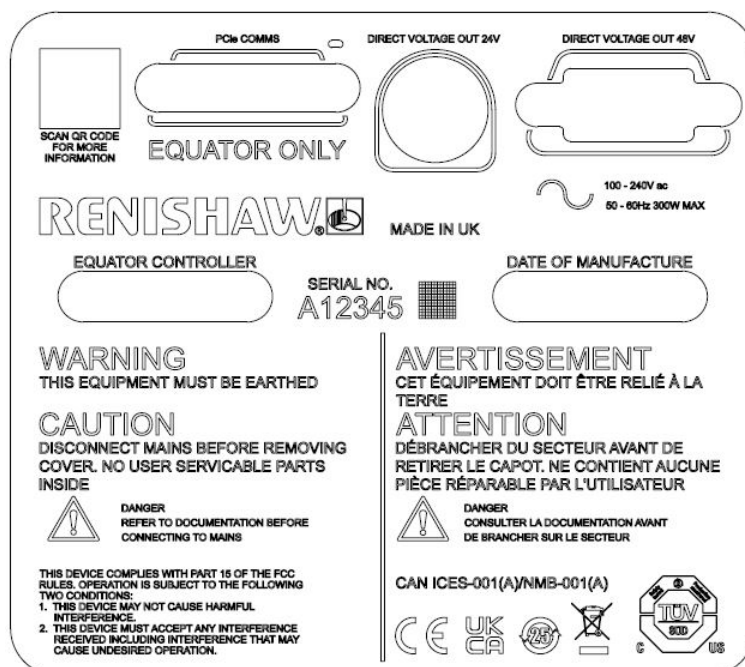 PCIe COMMS
DIRECT VOLTAGE OUT 24V
DIRECT VOLTAGE OUT 48V
SCAN QR CODE
FOR MORE
INFORMATION
EQUATOR ONLY
100 - 240V ac
50 - 60Hz 300W MAX
RENISHAW®
MADE IN UK
EQUATOR CONTROLLER
SERIAL NO.
A12345
DATE OF MANUFACTURE
WARNING
THIS EQUIPMENT MUST BE EARTHED
CAUTION
DISCONNECT MAINS BEFORE REMOVING
COVER. NO USER SERVICABLE PARTS
INSIDE
DANGER
REFER TO DOCUMENTATION BEFORE
CONNECTING TO MAINS
THIS DEVICE COMPLIES WITH PART 15 OF THE FCC
RULES. OPERATION IS SUBJECT TO THE FOLLOWING
TWO CONDITIONS:
1. THIS DEVICE MAY NOT CAUSE HARMFUL
INTERFERENCE.
2. THIS DEVICE MUST ACCEPT ANY INTERFERENCE
RECEIVED INCLUDING INTERFERENCE THAT MAY
CAUSE UNDESIRED OPERATION.
AVERTISSEMENT
CET ÉQUIPEMENT DOIT ÊTRE RELIÉ À LA
TERRE
ATTENTION
DÉBRANCHER DU SECTEUR AVANT DE
RETIRER LE CAPOT. NE CONTIENT AUCUNE
PIÈCE RÉPARABLE PAR L'UTILISATEUR
DANGER
CONSULTER LA DOCUMENTATION AVANT
DE BRANCHER SUR LE SECTEUR
CAN ICES-001(A)/NMB-001(A)
CE
UK
CA
25
TÜV
SÜD
C US